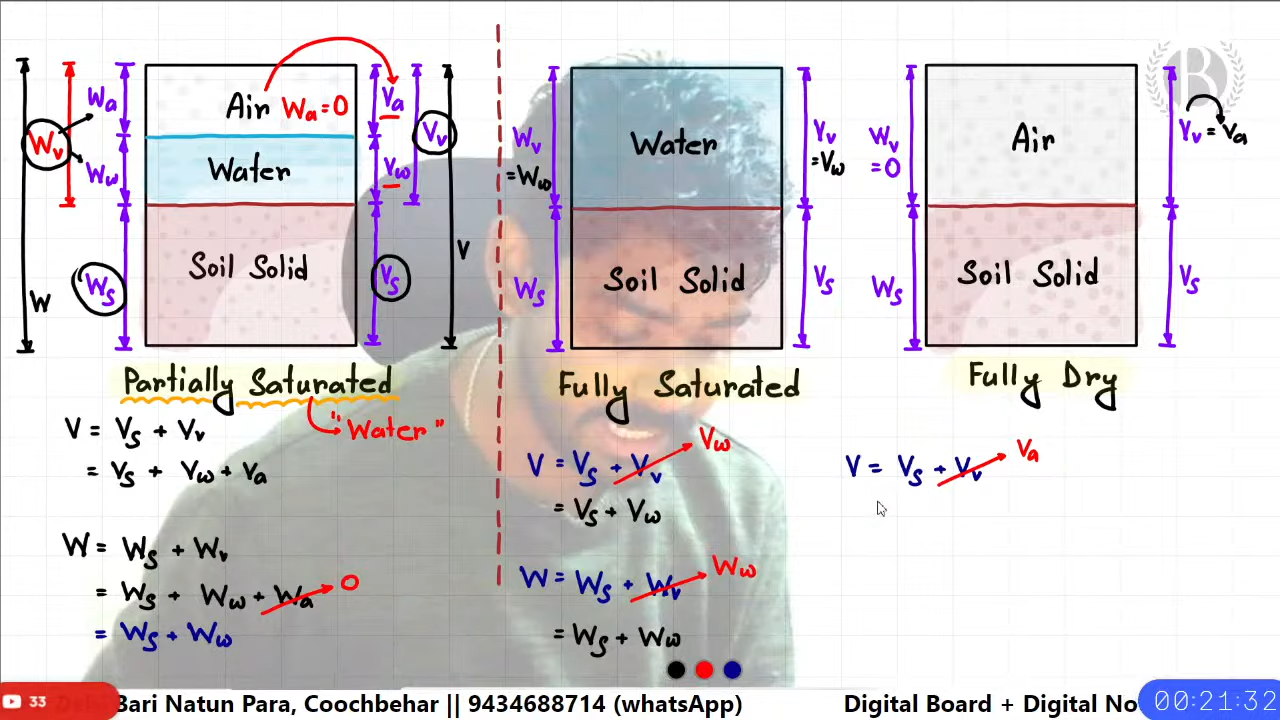 Wa
Wv
Ww
Ws
W
Air Wa = 0
Water
Soil Solid
Va
Vw
Vs
Vv
V
Partially Saturated
"Water"
V = Vs + Vv
= Vs + Vw + Va
W = Ws + Wv
= Ws + Ww + Wa 0
= Ws + Ww
Wv
= Ww
Ws
Water
Soil Solid
Vv
= Vw
Vs
Fully Saturated
V = Vs + Vv Vw
= Vs + Vw
W = Ws + Wv Ww
= Ws + Ww
Wv
= 0
Ws
Air
Soil Solid
B
Vv = Va
Vs
Fully Dry
V = Vs + Vv Va
33
Bari Natun Para, Coochbehar || 9434688714 (whatsApp)
Digital Board + Digital No
00:21:32